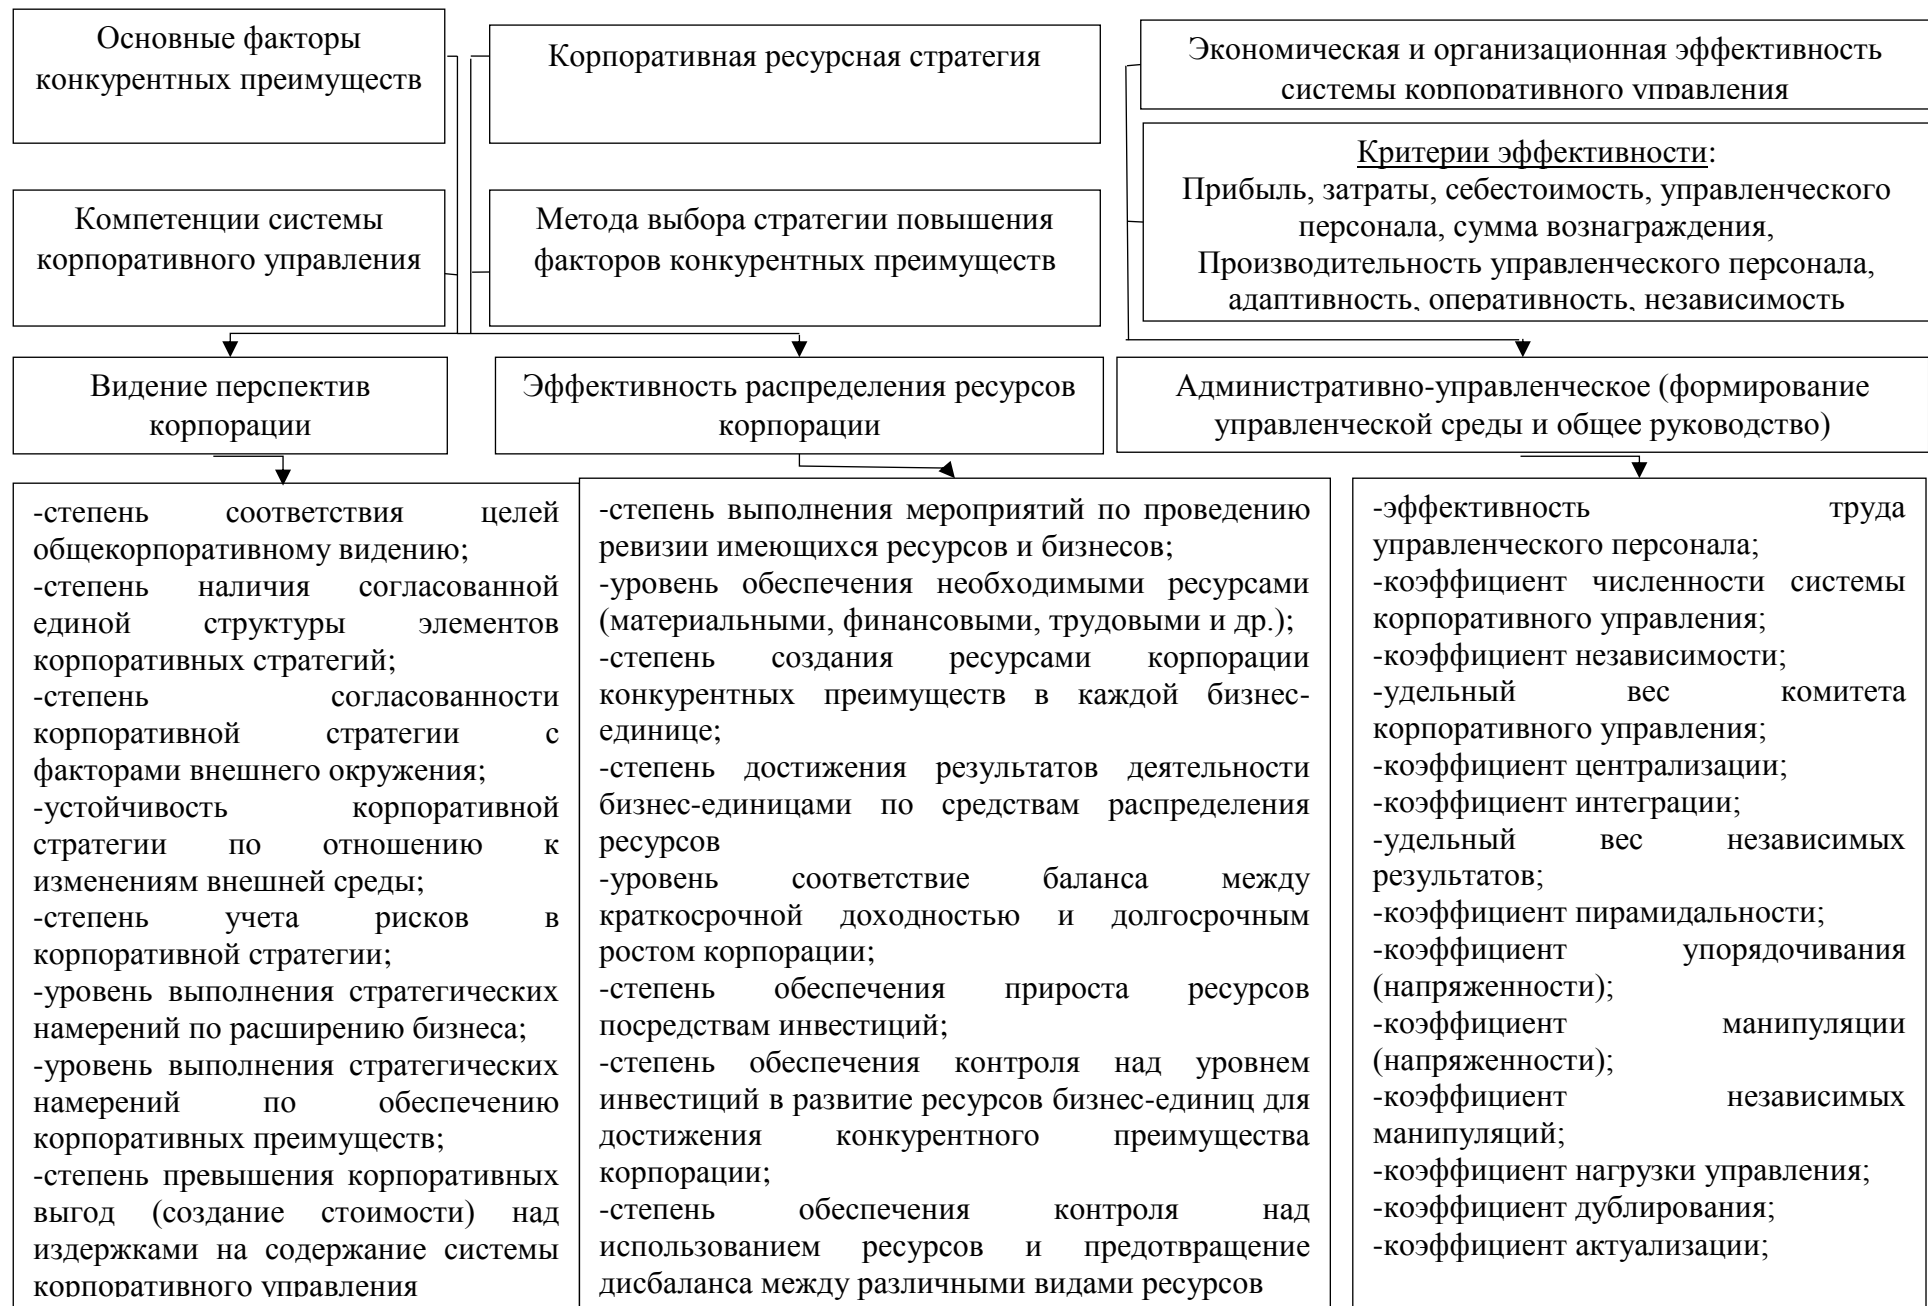 Основные факторы
конкурентных преимуществ
Корпоративная ресурсная стратегия
Экономическая и организационная эффективность
системы корпоративного управления
Критерии эффективности:
Прибыль, затраты, себестоимость, управленческого
персонала, сумма вознаграждения,
Производительность управленческого персонала,
адаптивность, оперативность, независимость
Компетенции системы
корпоративного управления
Метода выбора стратегии повышения
факторов конкурентных преимуществ
Видение перспектив
корпорации
Эффективность распределения ресурсов
корпорации
Административно-управленческое (формирование
управленческой среды и общее руководство)
-степень соответствия целей
общекорпоративному видению;
-степень наличия согласованной
единой структуры элементов
корпоративных стратегий;
-степень согласованности
корпоративной стратегии с
факторами внешнего окружения;
-устойчивость корпоративной
стратегии по отношению к
изменениям внешней среды;
-степень учета рисков в
корпоративной стратегии;
-уровень выполнения стратегических
намерений по расширению бизнеса;
-уровень выполнения стратегических
намерений по обеспечению
корпоративных преимуществ;
-степень превышения корпоративных
выгод (создание стоимости) над
издержками на содержание системы
корпоративного управления
-степень выполнения мероприятий по проведению
ревизии имеющихся ресурсов и бизнесов;
-уровень обеспечения необходимыми ресурсами
(материальными, финансовыми, трудовыми и др.);
-степень создания ресурсами корпорации
конкурентных преимуществ в каждой бизнес-
единице;
-степень достижения результатов деятельности
бизнес-единицами по средствам распределения
ресурсов
-уровень соответствие баланса между
краткосрочной доходностью и долгосрочным
ростом корпорации;
-степень обеспечения прироста ресурсов
посредствам инвестиций;
-степень обеспечения контроля над уровнем
инвестиций в развитие ресурсов бизнес-единиц для
достижения конкурентного преимущества
корпорации;
-степень обеспечения контроля над
использованием ресурсов и предотвращение
дисбаланса между различными видами ресурсов
-эффективность труда
управленческого персонала;
-коэффициент численности системы
корпоративного управления;
-коэффициент независимости;
-удельный вес комитета
корпоративного управления;
-коэффициент централизации;
-коэффициент интеграции;
-удельный вес независимых
результатов;
-коэффициент пирамидальности;
-коэффициент упорядочивания
(напряженности);
-коэффициент манипуляции
(напряженности);
-коэффициент независимых
манипуляций;
-коэффициент нагрузки управления;
-коэффициент дублирования;
-коэффициент актуализации;